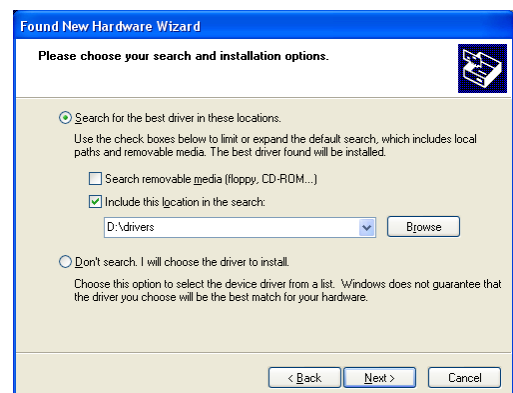 Found New Hardware Wizard
Please choose your search and installation options.
Search for the best driver in these locations.
Use the check boxes below to limit or expand the default search, which includes local
paths and removable media. The best driver found will be installed.
Search removable media (floppy, CD-ROM...)
Include this location in the search:
D:\drivers
Browse
Don't search. I will choose the driver to install.
Choose this option to select the device driver from a list. Windows does not guarantee that
the driver you choose will be the best match for your hardware.
< Back Next > Cancel